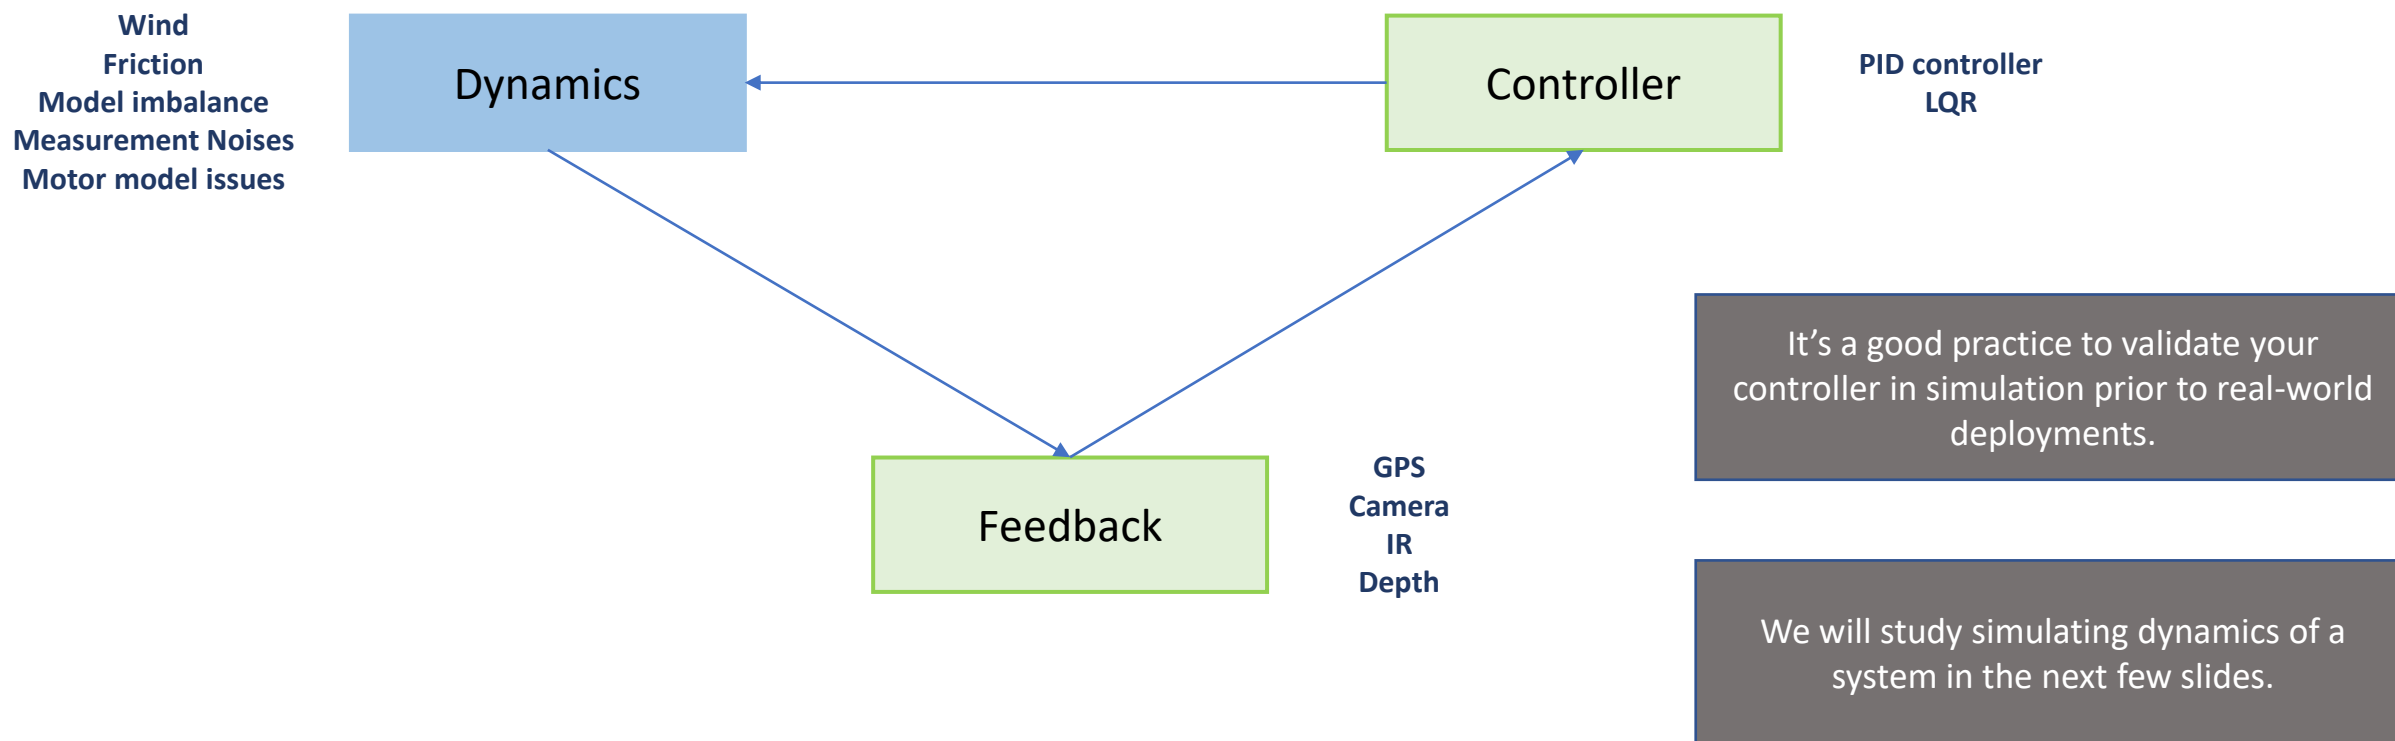 Wind
Friction
Model imbalance
Measurement Noises
Motor model issues
Dynamics
Controller
PID controller
LQR
Feedback
GPS
Camera
IR
Depth
It’s a good practice to validate your
controller in simulation prior to real-world
deployments.
We will study simulating dynamics of a
system in the next few slides.